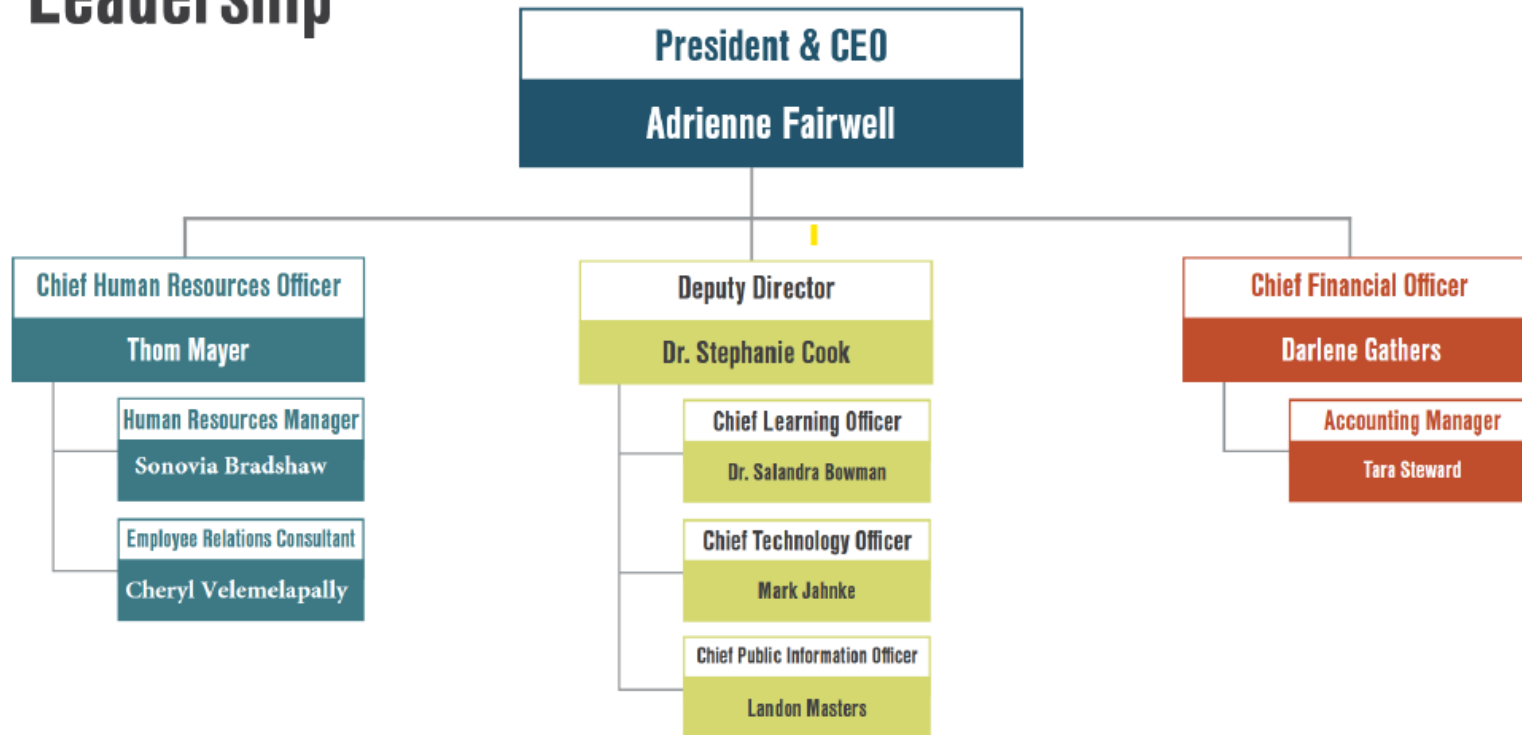 Leadership
President & CEO
Adrienne Fairwell
Chief Human Resources Officer
Thom Mayer
Human Resources Manager
Sonovia Bradshaw
Employee Relations Consultant
Cheryl Velemelapally
Deputy Director
Dr. Stephanie Cook
Chief Learning Officer
Dr. Salandra Bowman
Chief Technology Officer
Mark Jahnke
Chief Public Information Officer
Landon Masters
Chief Financial Officer
Darlene Gathers
Accounting Manager
Tara Steward